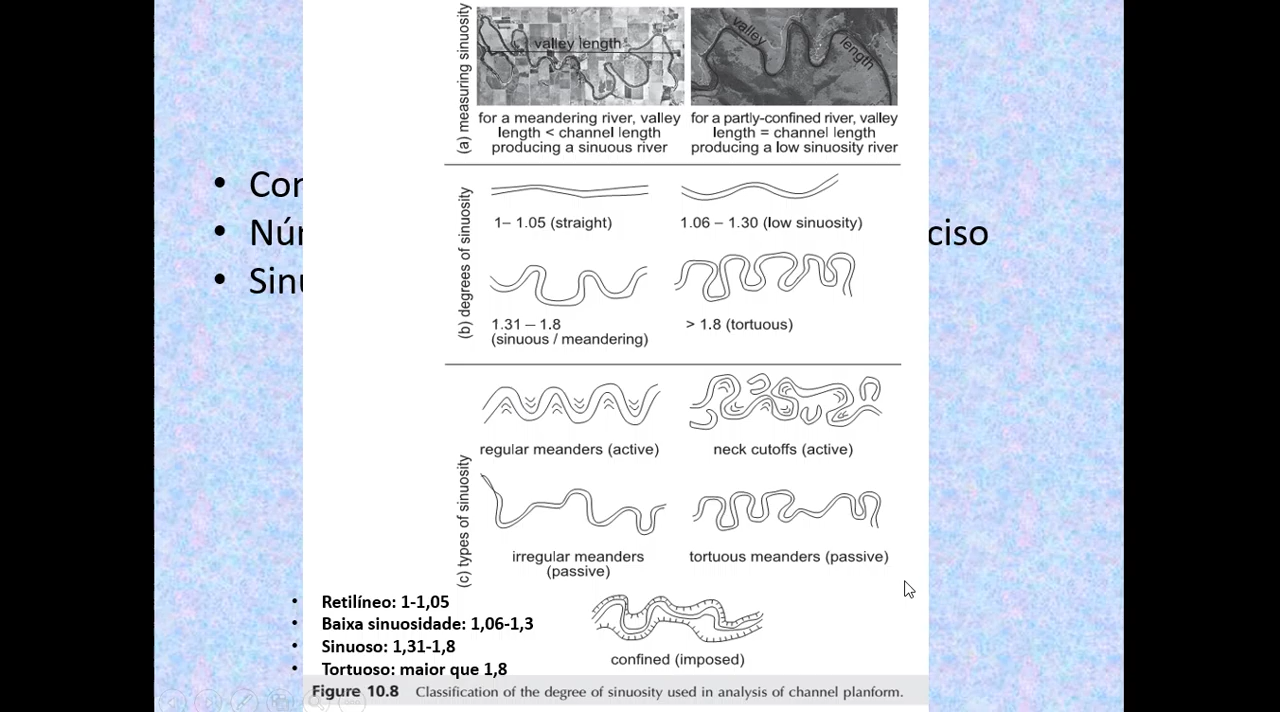 (a) measuring sinuosity
valley length
valley length
for a meandering river, valley
length < channel length
producing a sinuous river
for a partly-confined river, valley
length = channel length
producing a low sinuosity river
(b) degrees of sinuosity
1– 1.05 (straight)
1.06 – 1.30 (low sinuosity)
1.31 – 1.8
(sinuous / meandering)
> 1.8 (tortuous)
(c) types of sinuosity
regular meanders (active)
neck cutoffs (active)
irregular meanders
(passive)
tortuous meanders (passive)
confined (imposed)
• Retilíneo: 1-1,05
• Baixa sinuosidade: 1,06-1,3
• Sinuoso: 1,31-1,8
• Tortuoso: maior que 1,8
Figure 10.8 Classification of the degree of sinuosity used in analysis of channel planform.